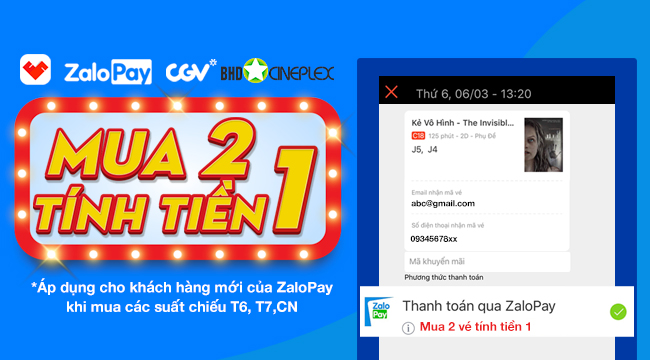 Zalo Pay CGV* BHD CINEPLEX
MUA 2
TÍNH TIỀN 1
*Áp dụng cho khách hàng mới của ZaloPay
khi mua các suất chiếu T6, T7,CN
Thứ 6, 06/03 - 13:20
Kẻ Vô Hình - The Invisibl...
C18 125 phút - 2D - Phụ Đề
J5, J4
Email nhận mã vé
abc@gmail.com
Số điện thoại nhận mã vé
09345678xx
Mã khuyến mãi
Phương thức thanh toán
Zalo
Pay
Thanh toán qua ZaloPay
Mua 2 vé tính tiền 1